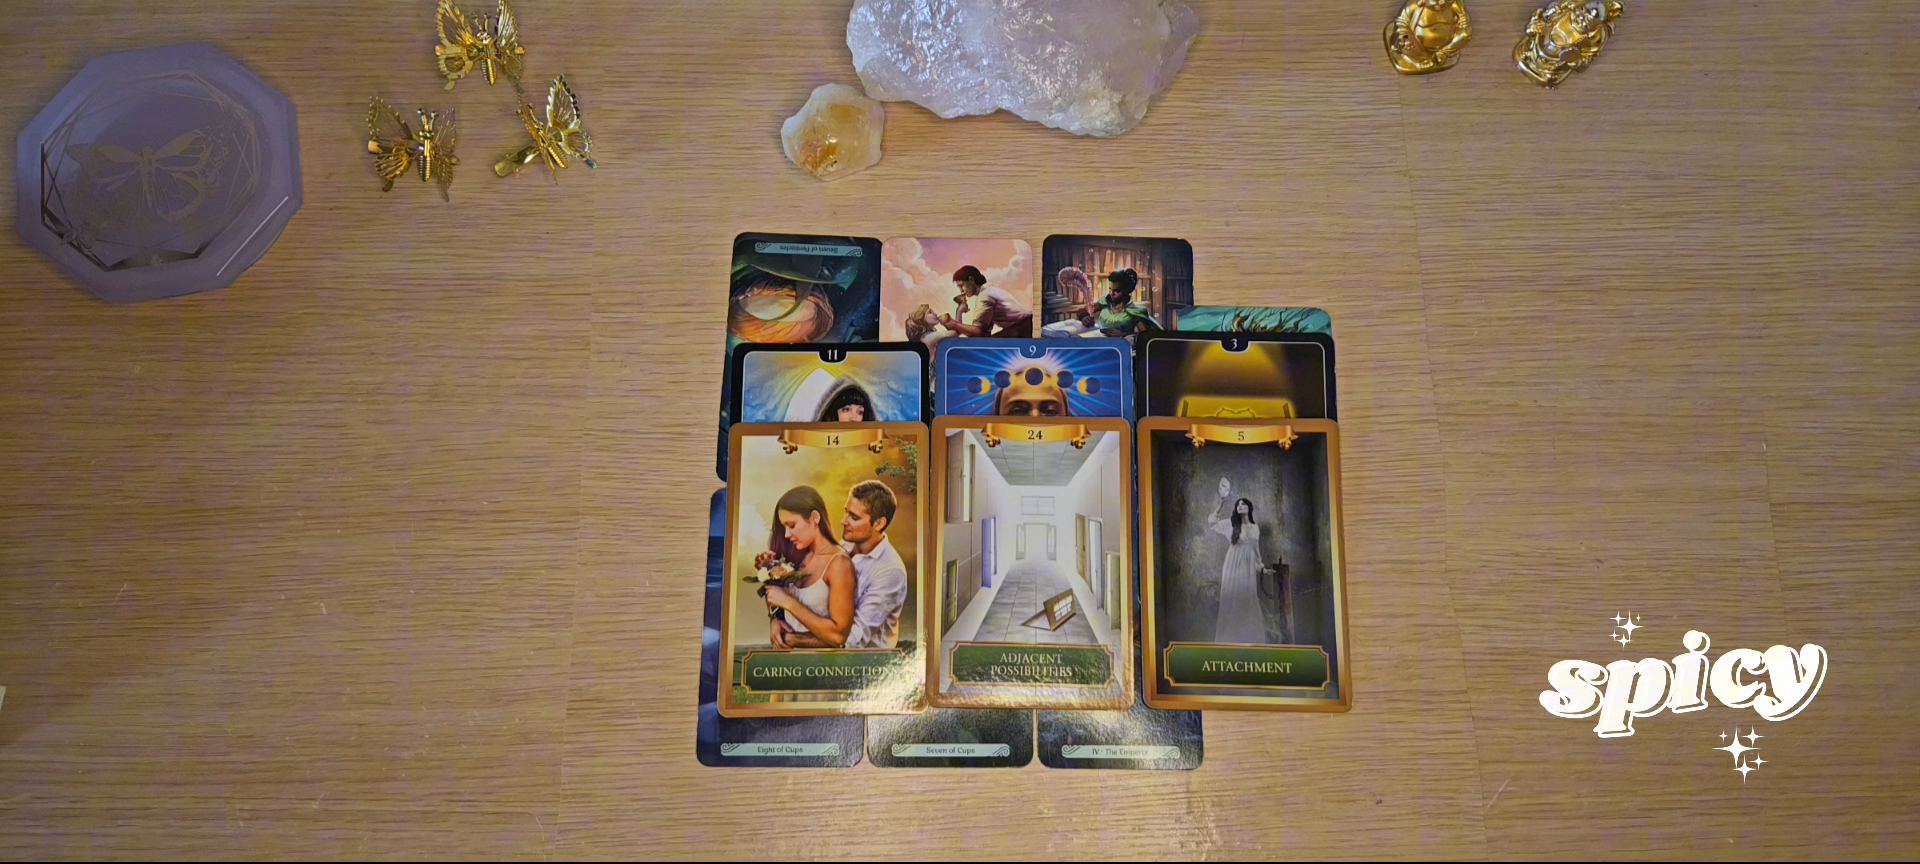 Seven of Pentacles
11
9
3
14
24
5
CARING CONNECTION
ADJACENT
POSSIBILITIES
ATTACHMENT
spicy
Eight of Cups
Seven of Cups
IV - The Emperor